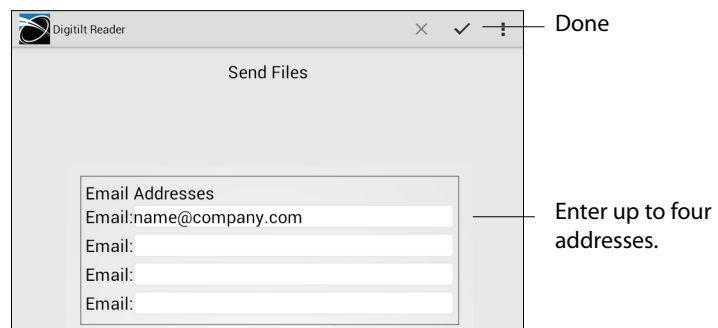 Digitilt Reader
Done
Send Files
Email Addresses
Email:name@company.com
Email:
Email:
Email:
Enter up to four
addresses.